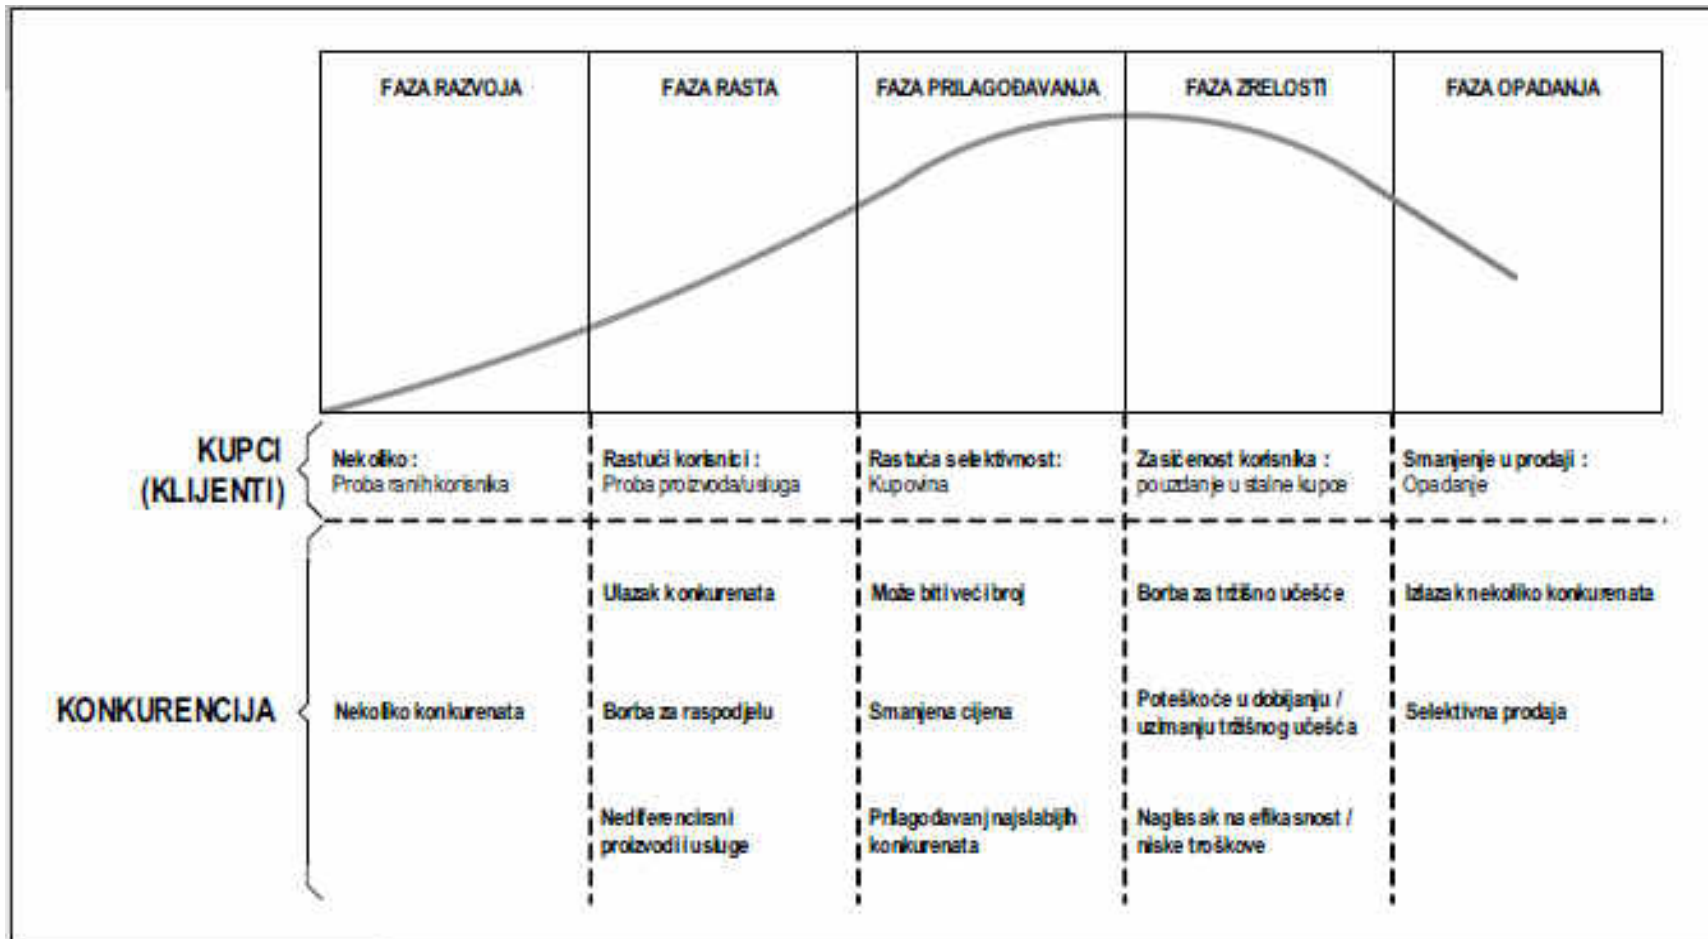 FAZA RAZVOJA
FAZA RASTA
FAZA PRILAGOĐAVANJA
FAZA ZRELOSTI
FAZA OPADANJA
KUPCI
(KLIJENTI)
Nekoliko :
Proba ranih korisnika
Rastući korisnici :
Proba proizvoda/usluga
Rastuća selektivnost:
Kupovina
Zasićenost korisnika :
pouzdanje u stalne kupce
Smanjenje u prodaji :
Opadanje
KONKURENCIJA
Nekoliko konkurenata
Ulazak konkurenata
Borba za raspodjelu
Nediferencirani
proizvodi i usluge
Može biti veći broj
Smanjena cijena
Prilagođavanj najslabijih
konkurenata
Borba za tržišno učešće
Poteškoće u dobijanju /
uzimanju tržišnog učešća
Naglasak na efikasnost /
niske troškove
Izlazak nekoliko konkurenata
Selektivna prodaja